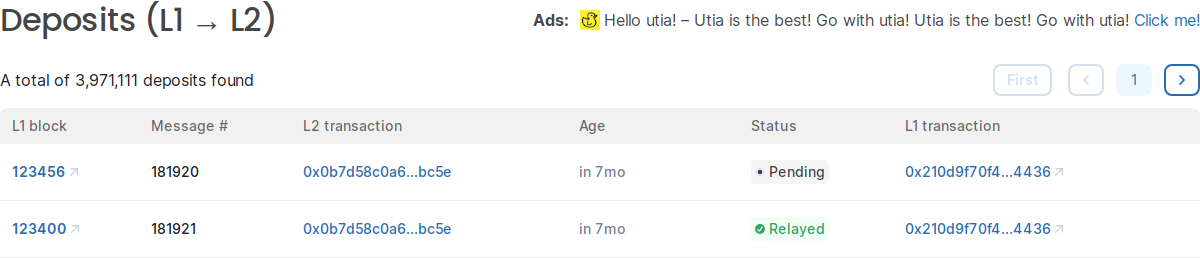 Deposits (L1 → L2)
Ads: Hello utia! – Utia is the best! Go with utia! Utia is the best! Go with utia! Click me!
A total of 3,971,111 deposits found
First 1
L1 block Message # L2 transaction Age Status L1 transaction
123456 181920 0x0b7d58c0a6...bc5e in 7mo Pending 0x210d9f70f4...4436
123400 181921 0x0b7d58c0a6...bc5e in 7mo Relayed 0x210d9f70f4...4436